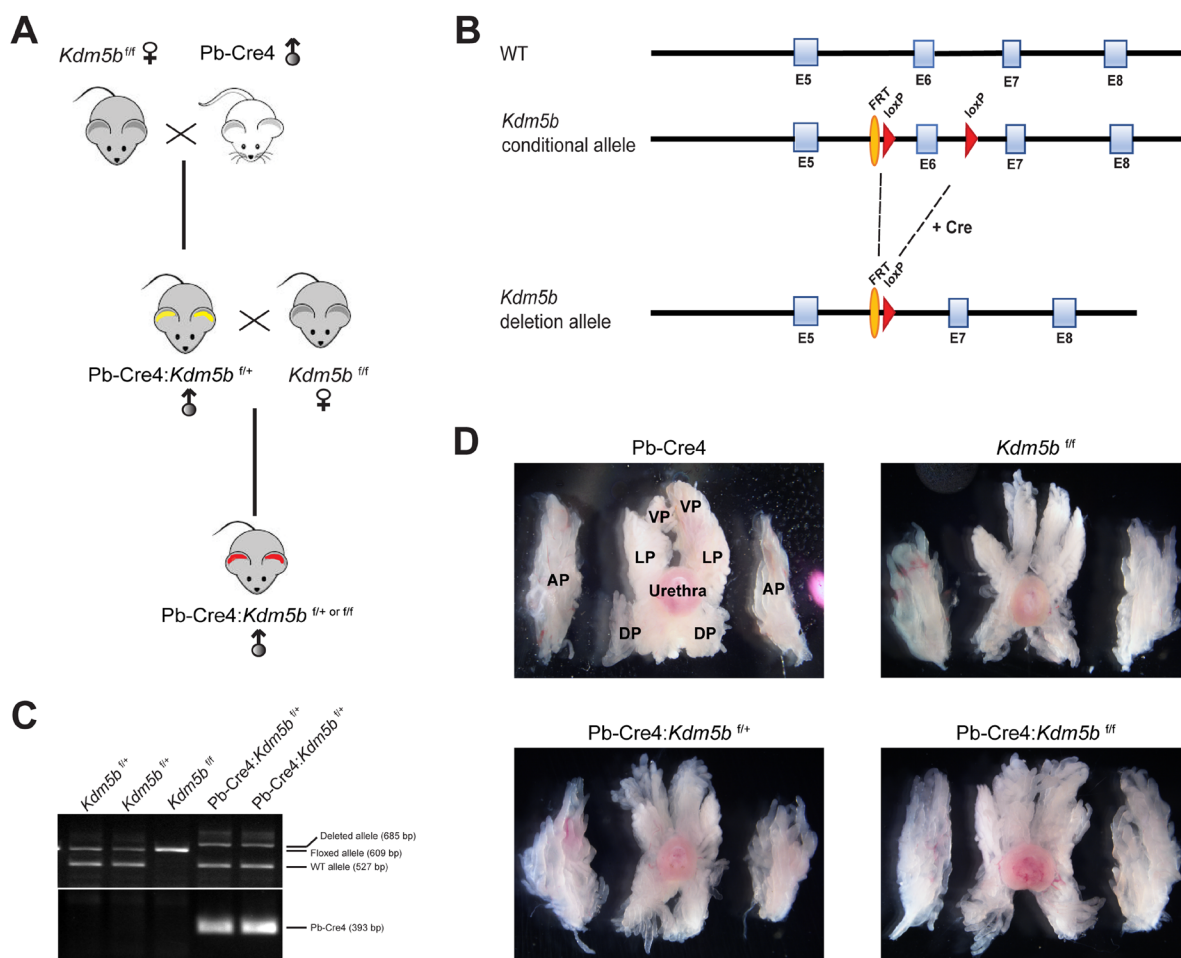 A
Kdm5b f/f ♀
Pb-Cre4 ♂
Pb-Cre4:Kdm5b f/+
♂
Kdm5b f/f
♀
Pb-Cre4:Kdm5b f/+ or f/f
♂
B
WT
E5 E6 E7 E8
Kdm5b
conditional allele
FRT loxP loxP
E5 E6 E7 E8
+ Cre
Kdm5b
deletion allele
FRT loxP
E5 E7 E8
C
Kdm5b f/+
Kdm5b f/+
Kdm5b f/f
Pb-Cre4:Kdm5b f/+
Pb-Cre4:Kdm5b f/+
Deleted allele (685 bp)
Floxed allele (609 bp)
WT allele (527 bp)
Pb-Cre4 (393 bp)
D
Pb-Cre4
VP VP
LP LP
AP Urethra AP
DP DP
Kdm5b f/f
Pb-Cre4:Kdm5b f/+
Pb-Cre4:Kdm5b f/f